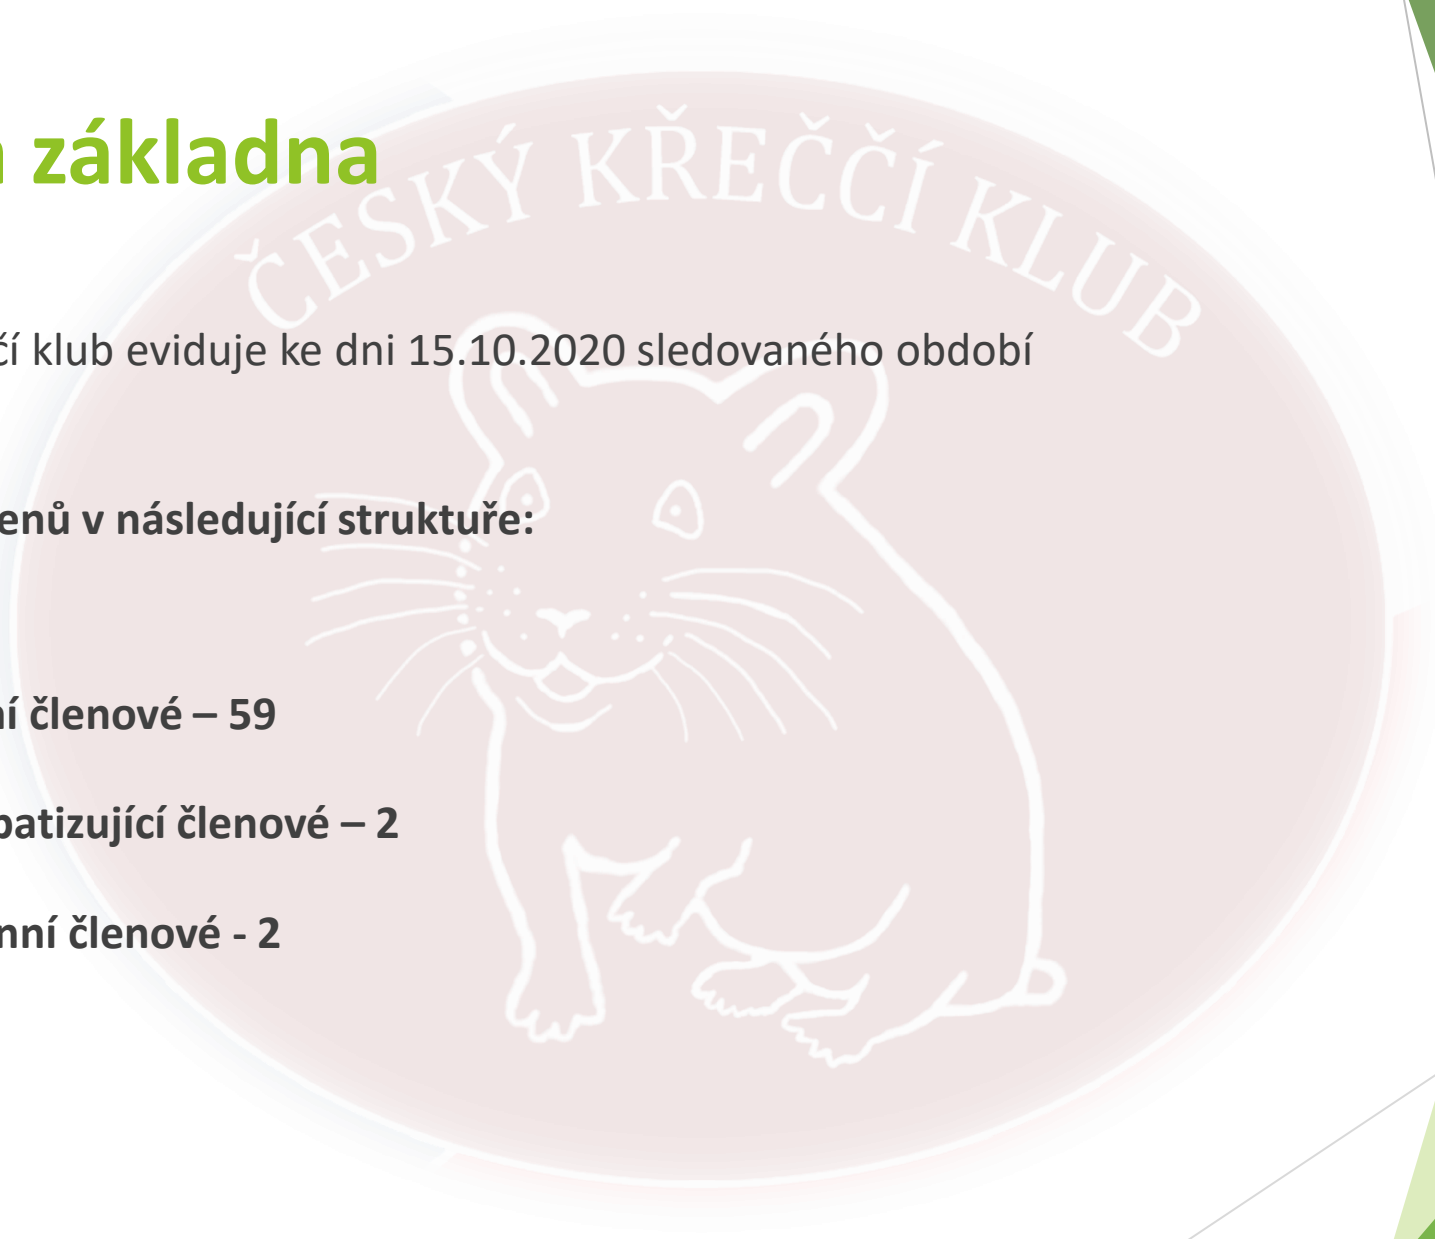 základna
ČESKÝ KŘEČČÍ KLUB
čí klub eviduje ke dni 15.10.2020 sledovaného období
enů v následující struktuře:
ní členové – 59
patizující členové – 2
nní členové - 2